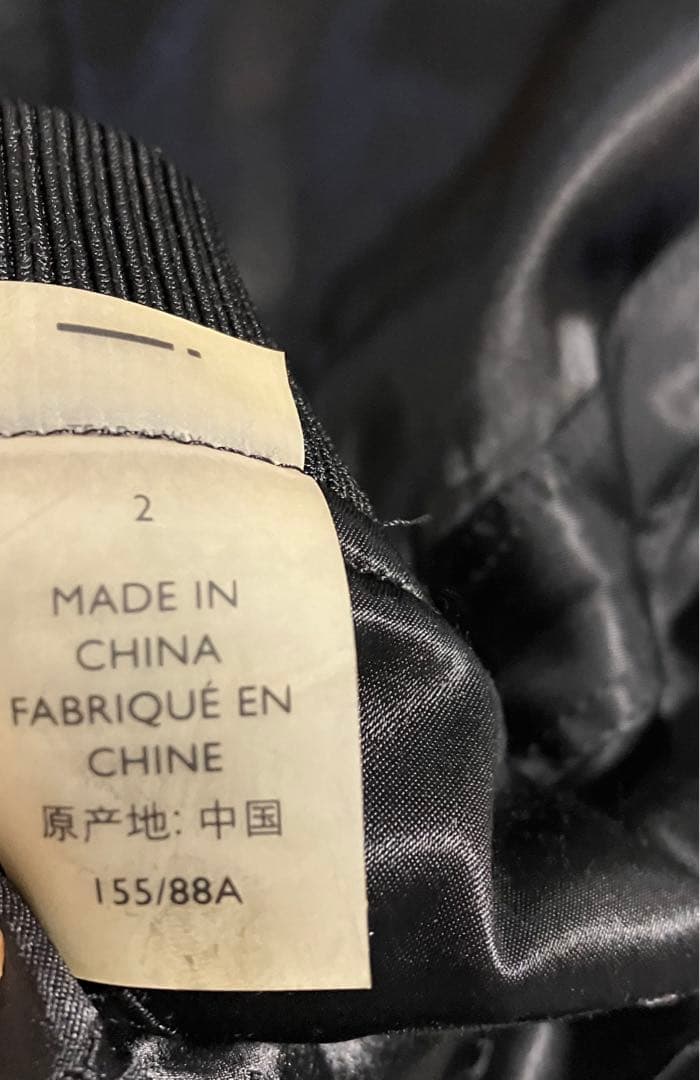 2
MADE IN
CHINA
FABRIQUÉ EN
CHINE
原产地: 中国
155/88A